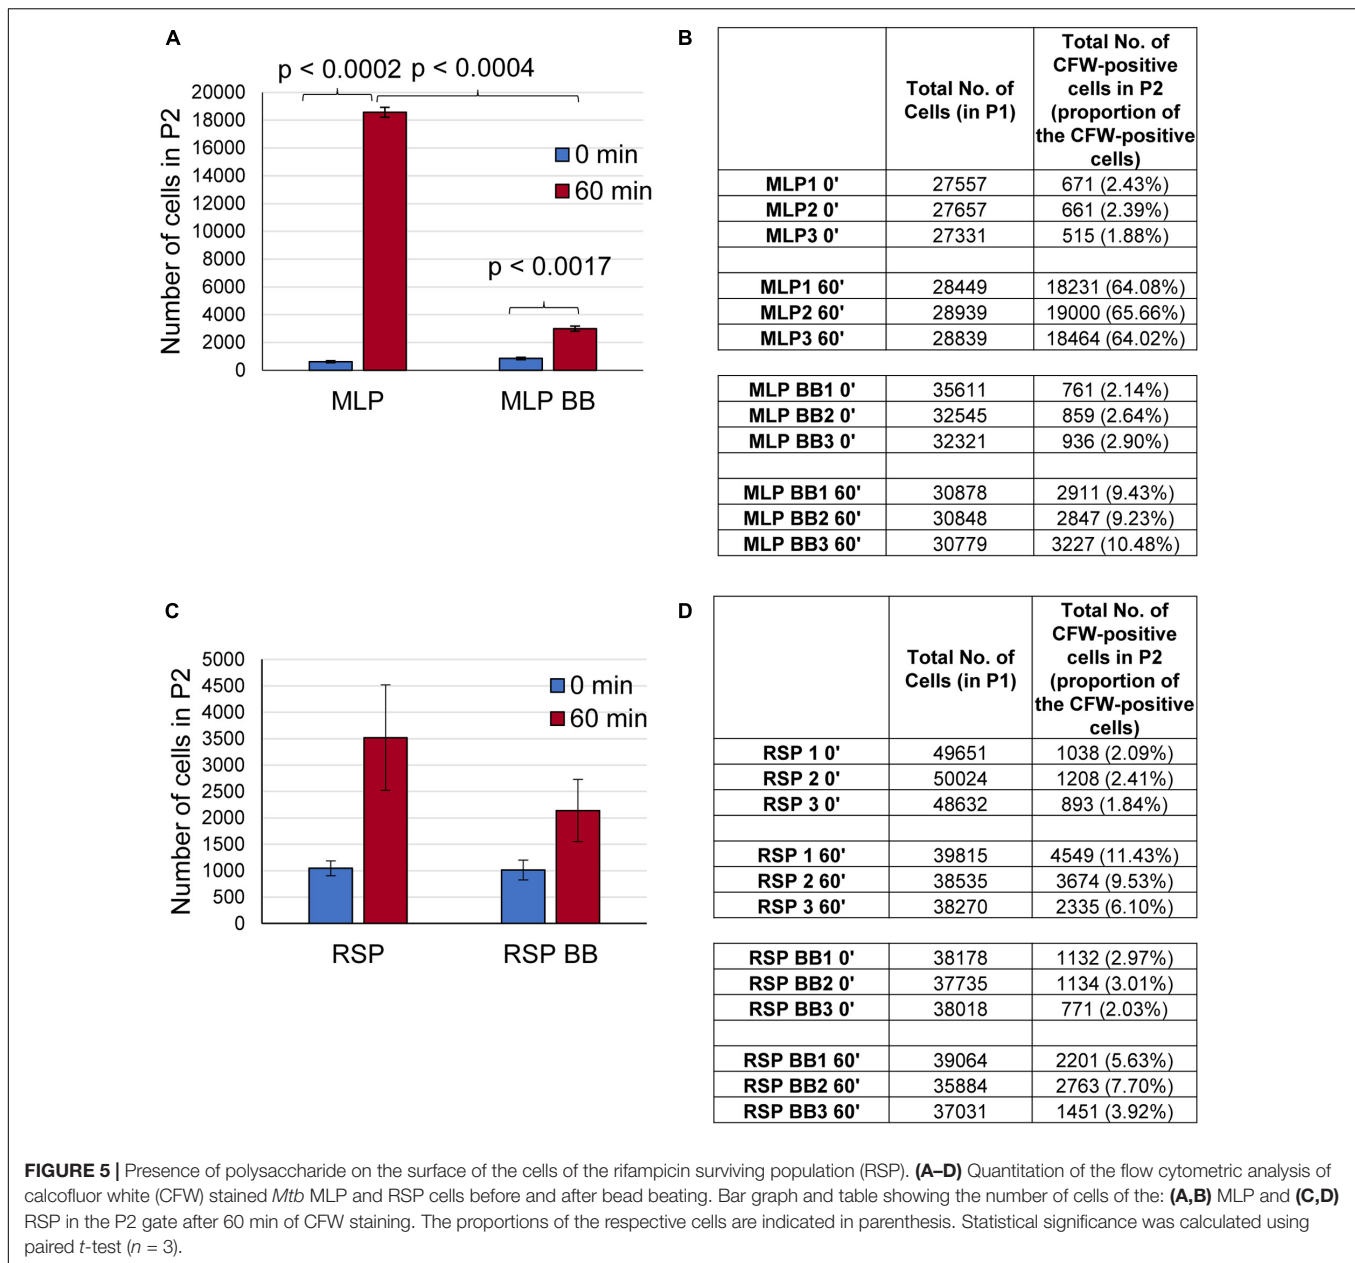 A
p < 0.0002 p < 0.0004
20000
18000
16000
14000
12000
10000
8000
6000
4000
2000
0
Number of cells in P2
0 min
60 min
p < 0.0017
MLP MLP BB
B
Total No. of Cells (in P1) Total No. of CFW-positive cells in P2 (proportion of the CFW-positive cells)
MLP1 0' 27557 671 (2.43%)
MLP2 0' 27657 661 (2.39%)
MLP3 0' 27331 515 (1.88%)
MLP1 60' 28449 18231 (64.08%)
MLP2 60' 28939 19000 (65.66%)
MLP3 60' 28839 18464 (64.02%)
MLP BB1 0' 35611 761 (2.14%)
MLP BB2 0' 32545 859 (2.64%)
MLP BB3 0' 32321 936 (2.90%)
MLP BB1 60' 30878 2911 (9.43%)
MLP BB2 60' 30848 2847 (9.23%)
MLP BB3 60' 30779 3227 (10.48%)
C
5000
4500
4000
3500
3000
2500
2000
1500
1000
500
0
Number of cells in P2
0 min
60 min
RSP RSP BB
D
Total No. of Cells (in P1) Total No. of CFW-positive cells in P2 (proportion of the CFW-positive cells)
RSP 1 0' 49651 1038 (2.09%)
RSP 2 0' 50024 1208 (2.41%)
RSP 3 0' 48632 893 (1.84%)
RSP 1 60' 39815 4549 (11.43%)
RSP 2 60' 38535 3674 (9.53%)
RSP 3 60' 38270 2335 (6.10%)
RSP BB1 0' 38178 1132 (2.97%)
RSP BB2 0' 37735 1134 (3.01%)
RSP BB3 0' 38018 771 (2.03%)
RSP BB1 60' 39064 2201 (5.63%)
RSP BB2 60' 35884 2763 (7.70%)
RSP BB3 60' 37031 1451 (3.92%)
FIGURE 5 | Presence of polysaccharide on the surface of the cells of the rifampicin surviving population (RSP). (A–D) Quantitation of the flow cytometric analysis of
calcofluor white (CFW) stained Mtb MLP and RSP cells before and after bead beating. Bar graph and table showing the number of cells of the: (A,B) MLP and (C,D)
RSP in the P2 gate after 60 min of CFW staining. The proportions of the respective cells are indicated in parenthesis. Statistical significance was calculated using
paired t-test (n = 3).